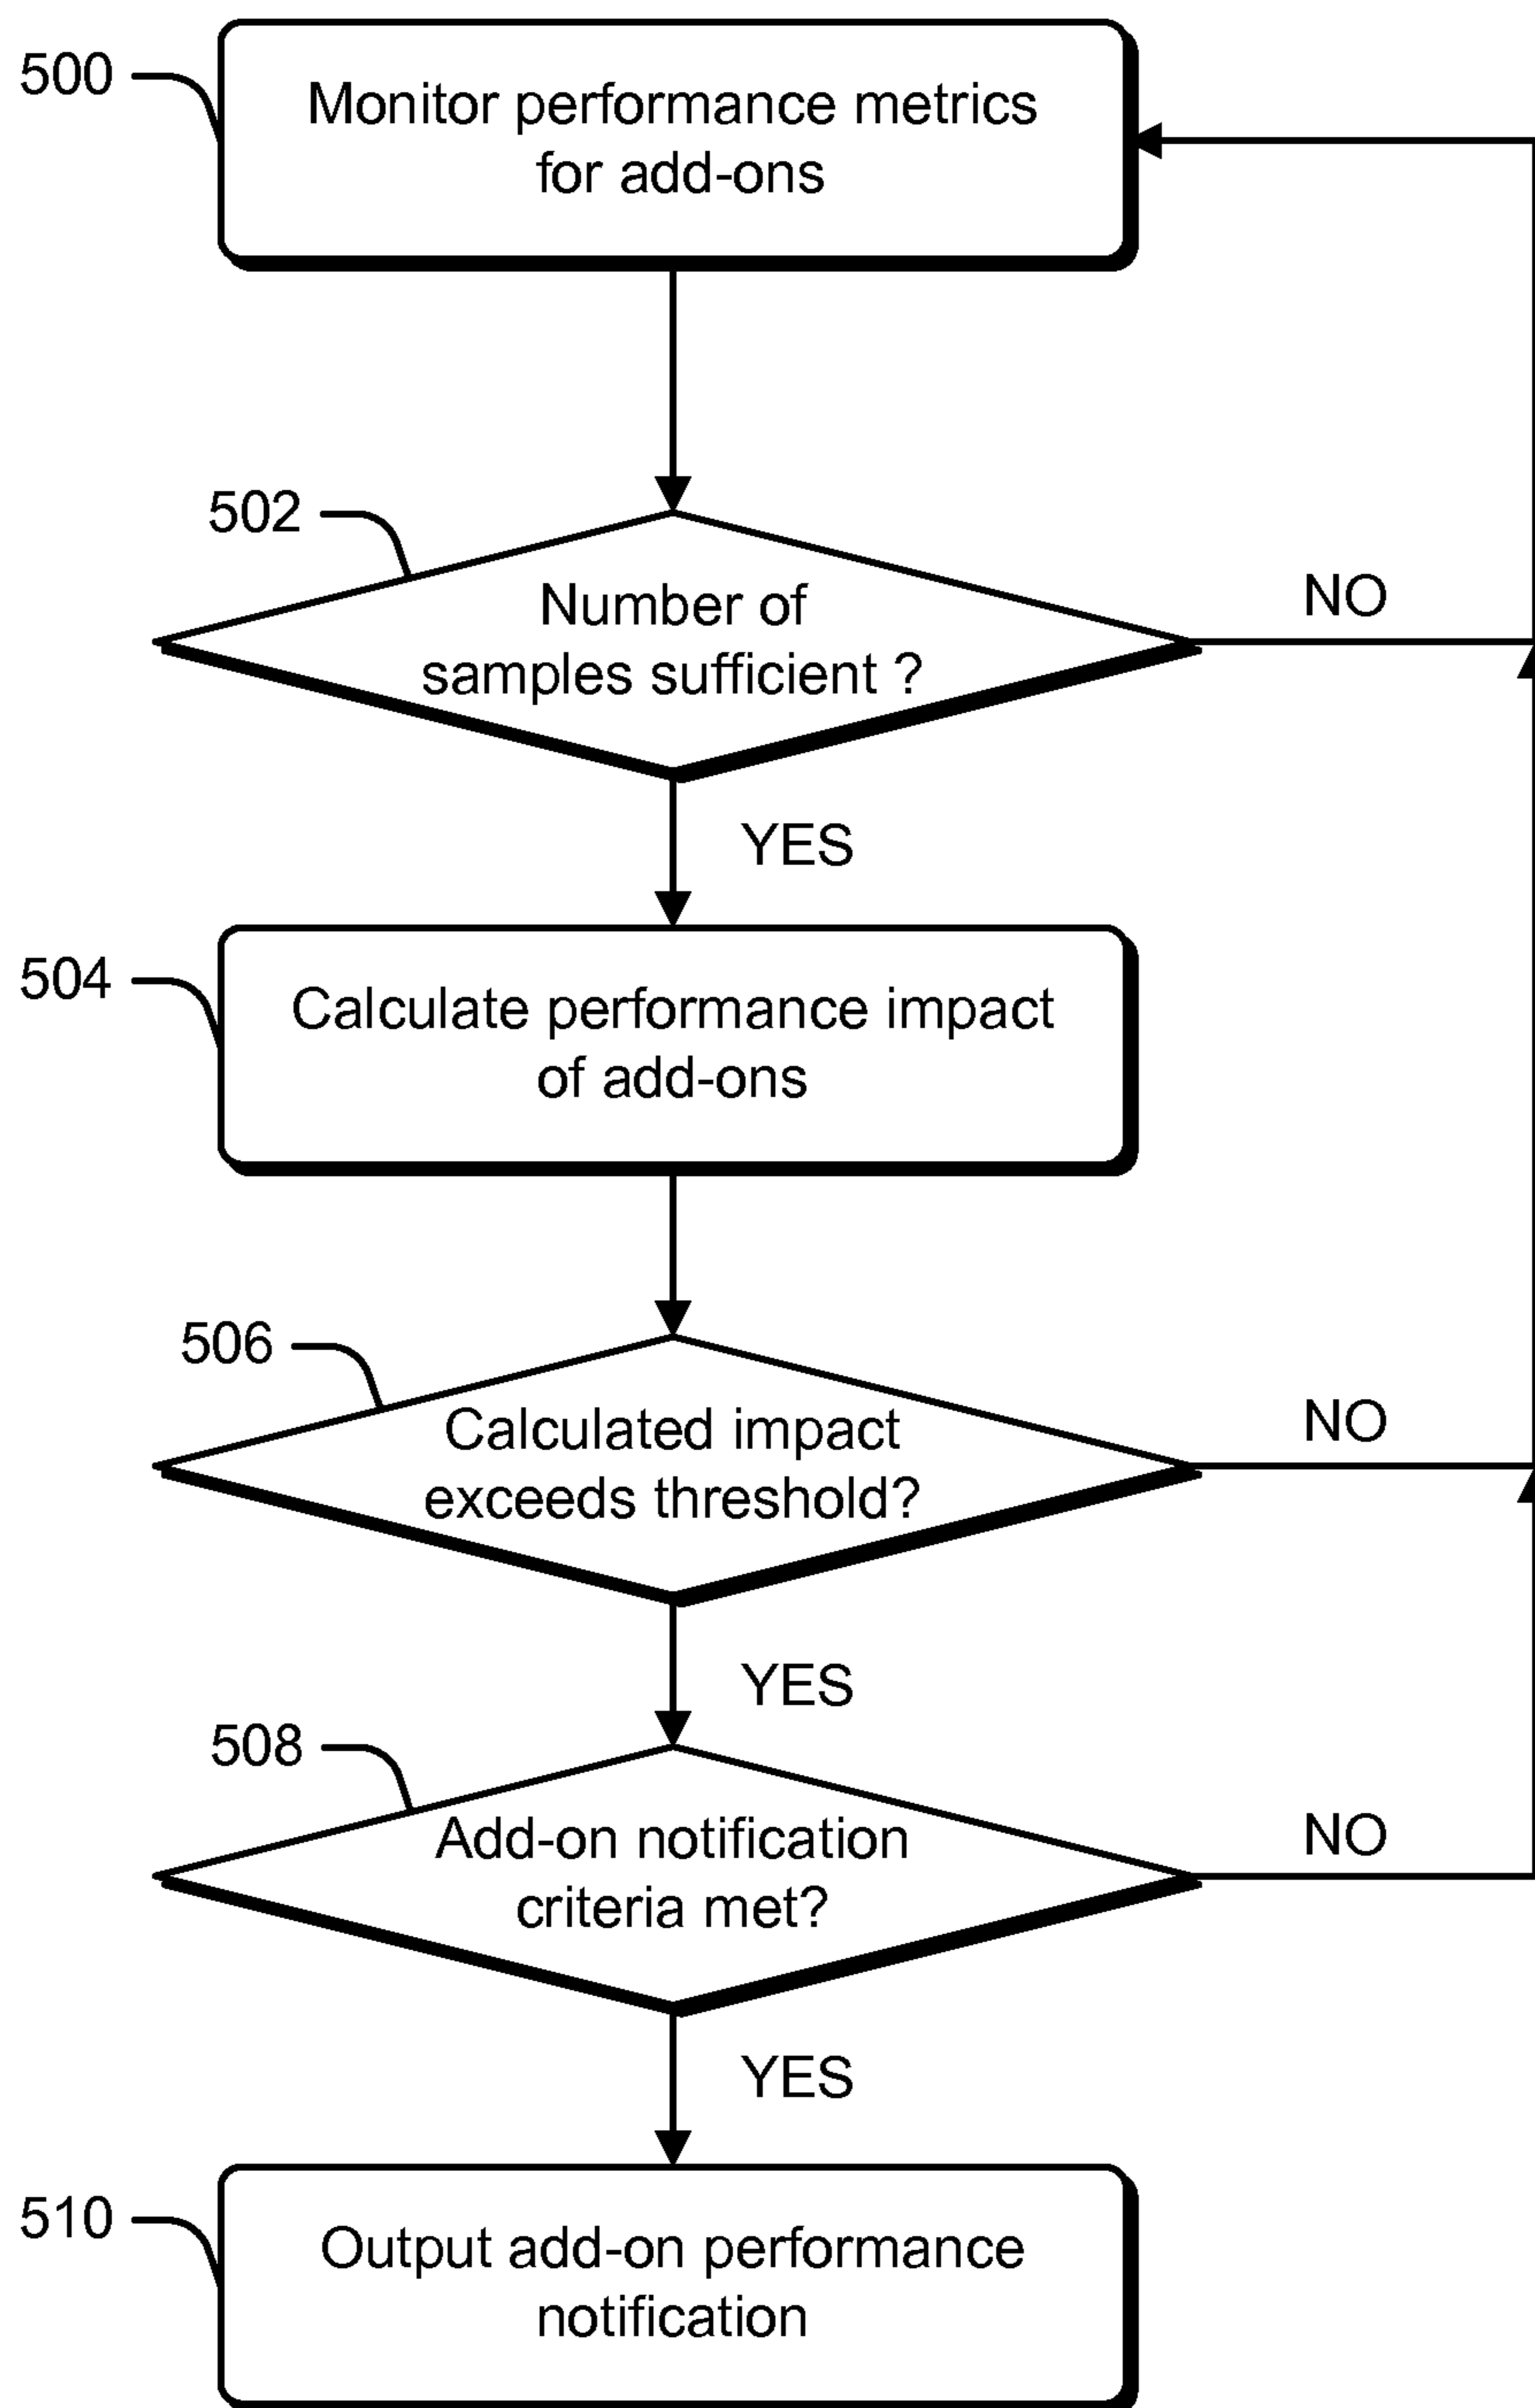 500
Monitor performance metrics
for add-ons
502
Number of
samples sufficient ?
NO
YES
504
Calculate performance impact
of add-ons
506
Calculated impact
exceeds threshold?
NO
YES
508
Add-on notification
criteria met?
NO
YES
510
Output add-on performance
notification